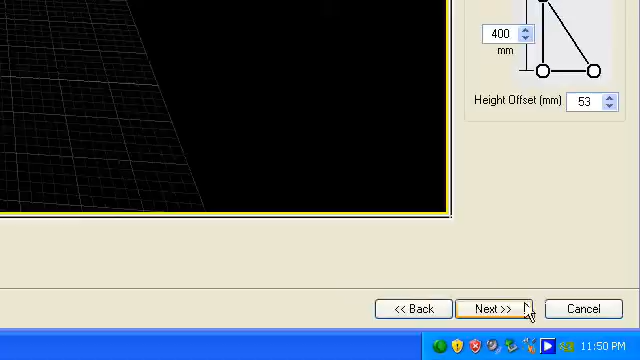 400
mm
Height Offset (mm) 53
<< Back Next >> Cancel
11:50 PM